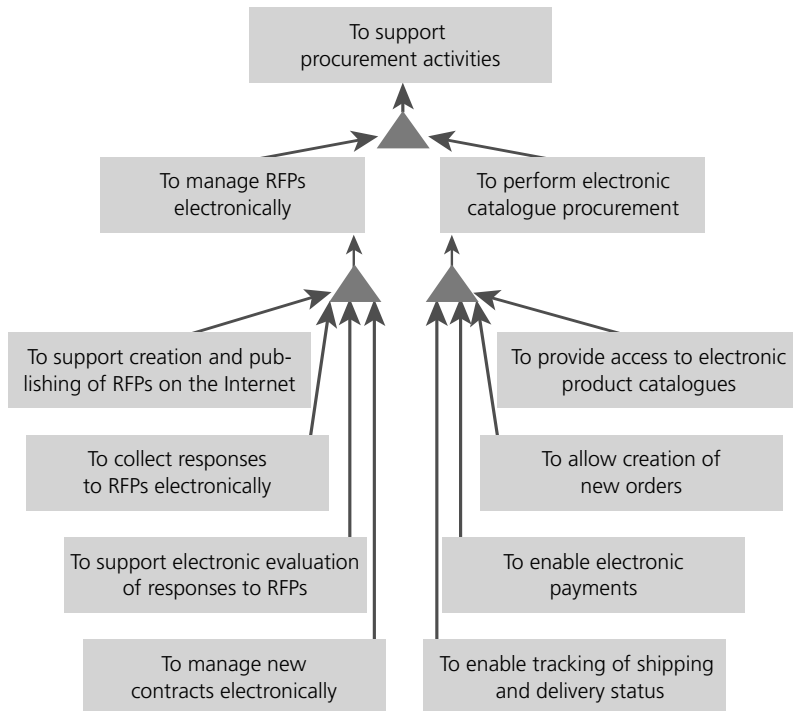 To support
procurement activities
To manage RFPs
electronically
To perform electronic
catalogue procurement
To support creation and pub-
lishing of RFPs on the Internet
To provide access to electronic
product catalogues
To collect responses
to RFPs electronically
To allow creation of
new orders
To support electronic evaluation
of responses to RFPs
To enable electronic
payments
To manage new
contracts electronically
To enable tracking of shipping
and delivery status